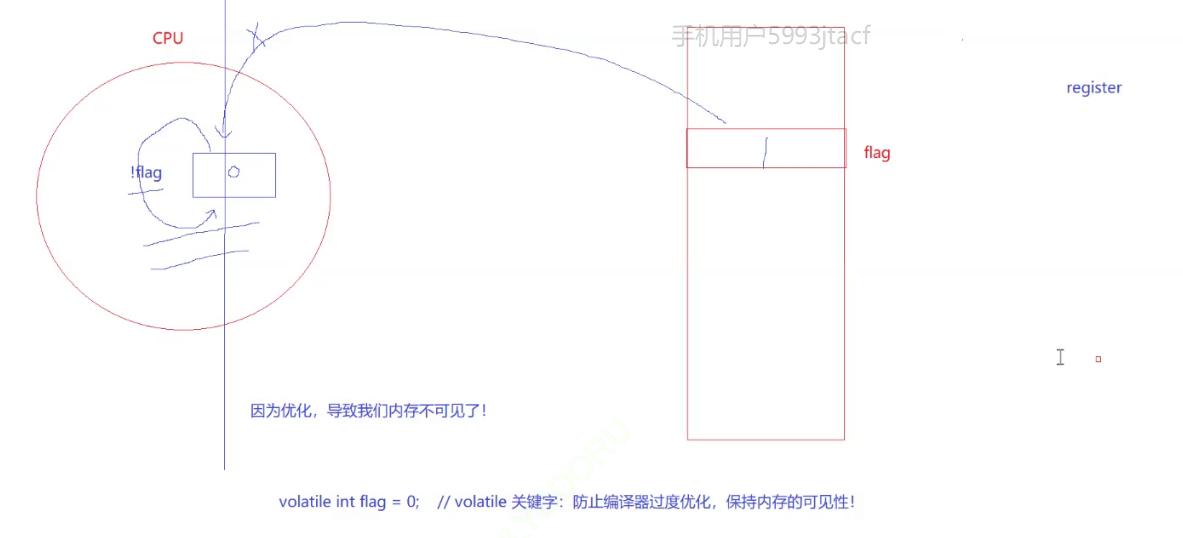 CPU
手机用户5993jtacf
register
flag
!flag
0
1
因为优化，导致我们内存不可见了！
volatile int flag = 0; // volatile 关键字：防止编译器过度优化，保持内存的可见性！